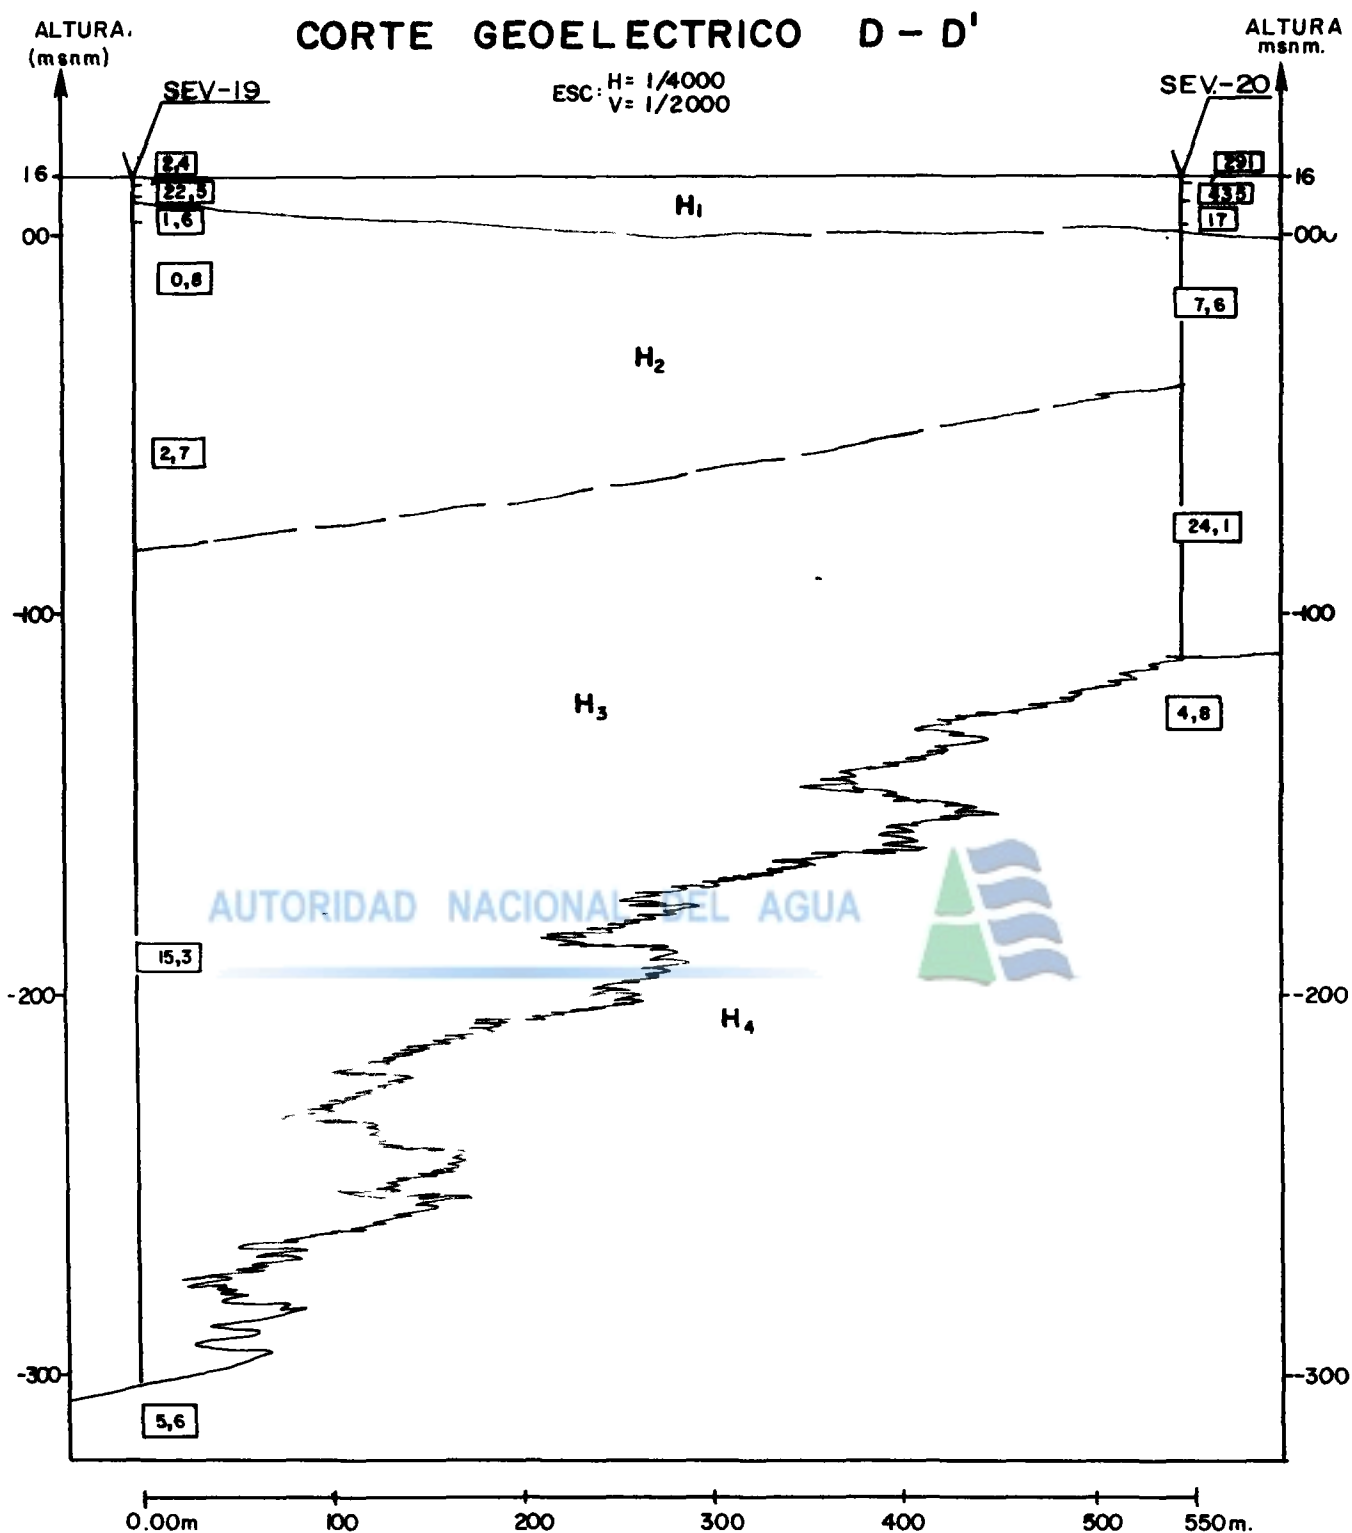 ALTURA.
(msnm)
CORTE GEOELECTRICO D - D'
ALTURA
msnm.
ESC: H= 1/4000
V= 1/2000
SEV-19
SEV.-20
16
2,4
22,5
1,6
H1
291
43,5
17
16
00
00
0,8
7,6
H2
2,7
24,1
-100
-100
H3
4,8
AUTORIDAD NACIONAL DEL AGUA
15,3
-200
-200
H4
-300
-300
5,6
0.00m 100 200 300 400 500 550m.